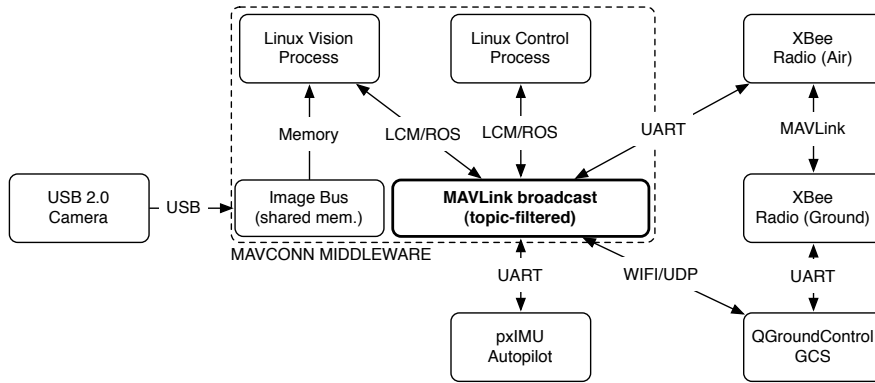 Linux Vision
Process
Linux Control
Process
XBee
Radio (Air)
Memory
LCM/ROS
LCM/ROS
UART
MAVLink
USB 2.0
Camera
USB
Image Bus
(shared mem.)
MAVLink broadcast
(topic-filtered)
XBee
Radio (Ground)
MAVCONN MIDDLEWARE
UART
WIFI/UDP
UART
pxIMU
Autopilot
QGroundControl
GCS